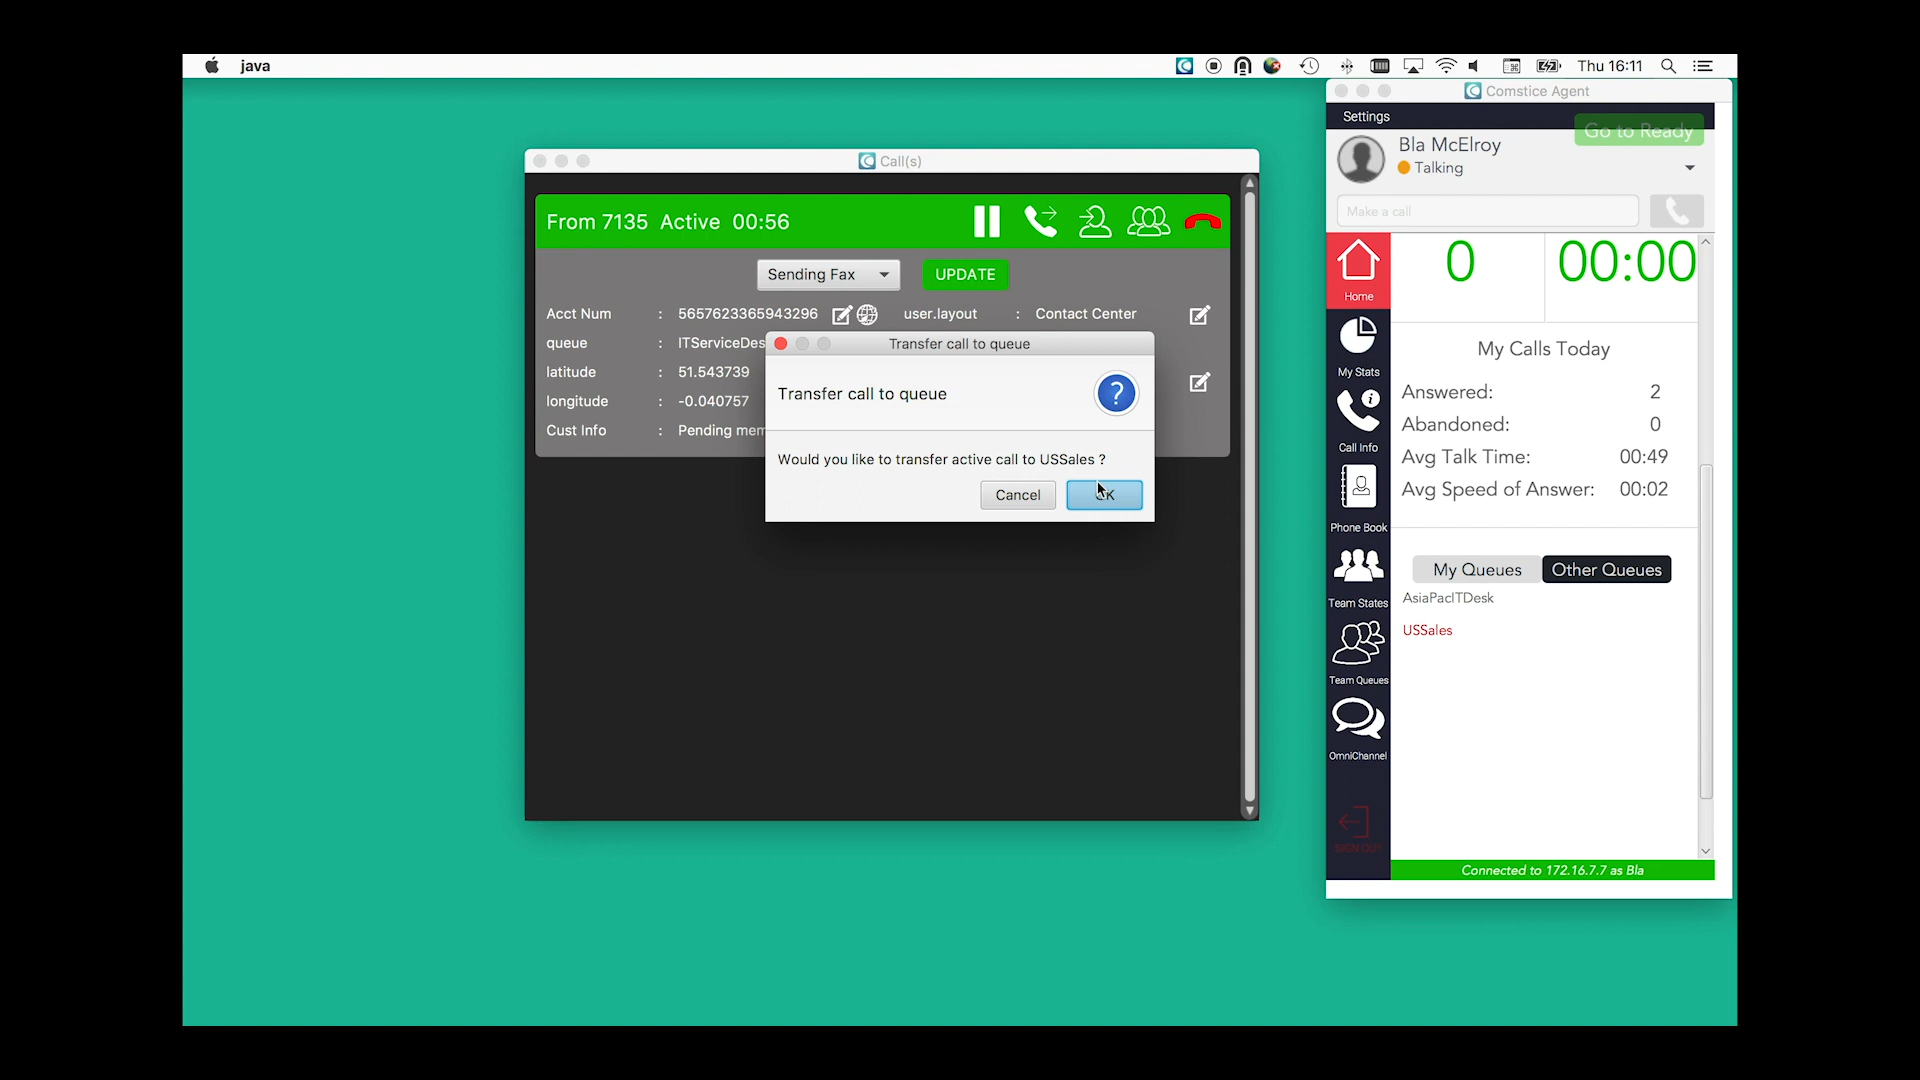 java
Thu 16:11
Call(s)
From 7135 Active 00:56
Sending Fax
UPDATE
Acct Num : 5657623365943296
user.layout : Contact Center
queue : ITServiceDes
latitude : 51.543739
longitude : -0.040757
Cust Info : Pending mem
Transfer call to queue
Transfer call to queue
Would you like to transfer active call to USSales ?
Cancel
Comstice Agent
Settings
Go to Ready
Bla McElroy
Talking
Make a call
Home
My Stats
Call Info
Phone Book
Team States
Team Queues
OmniChannel
SIGN OUT
0
00:00
My Calls Today
Answered: 2
Abandoned: 0
Avg Talk Time: 00:49
Avg Speed of Answer: 00:02
My Queues
Other Queues
AsiaPacITDesk
USSales
Connected to 172.16.7.7 as Bla